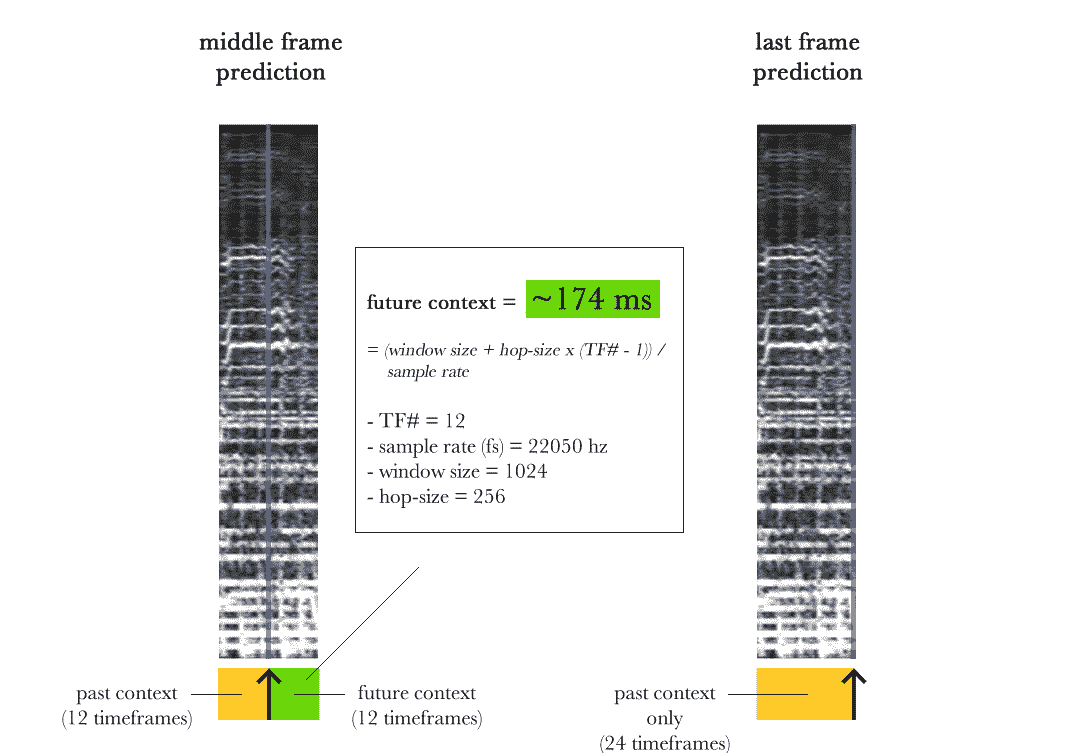 middle frame
prediction
last frame
prediction
future context = ~174 ms
= (window size + hop-size x (TF# - 1)) /
sample rate
- TF# = 12
- sample rate (fs) = 22050 hz
- window size = 1024
- hop-size = 256
past context
(12 timeframes)
future context
(12 timeframes)
past context
only
(24 timeframes)